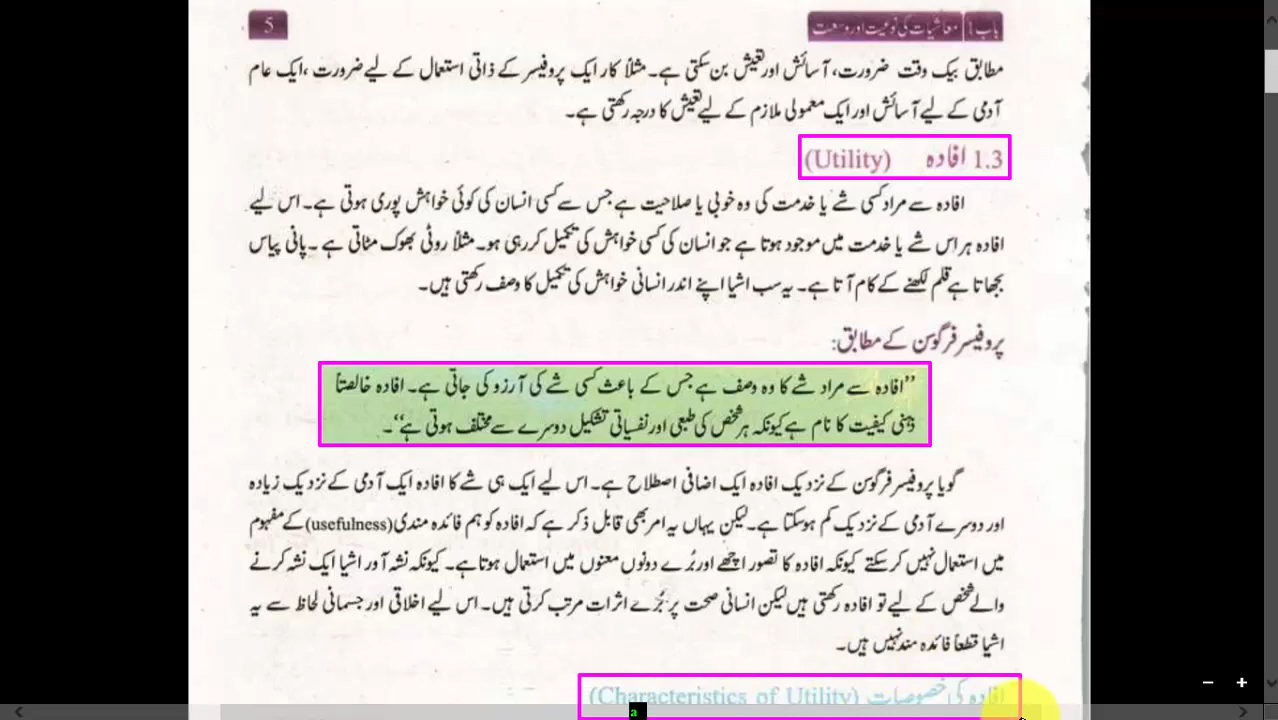 باب 1 معاشیات کی نوعیت اور وسعت
5
مطابق بیک وقت ضرورت، آسائش اور تعیش بن سکتی ہے۔ مثلاً کار ایک پروفیسر کے ذاتی استعمال کے لیے ضرورت ،ایک عام
آدمی کے لیے آسائش اور ایک معمولی ملازم کے لیے تعیش کا درجہ رکھتی ہے۔
1.3 افادہ (Utility)
افادہ سے مراد کسی شے یا خدمت کی وہ خوبی یا صلاحیت ہے جس سے کسی انسان کی کوئی خواہش پوری ہوتی ہے۔ اس لیے
افادہ ہر اس شے یا خدمت میں موجود ہوتا ہے جو انسان کی کسی خواہش کی تکمیل کر رہی ہو۔ مثلاً روٹی بھوک مٹاتی ہے ۔ پانی پیاس
بجھاتا ہے قلم لکھنے کے کام آتا ہے۔ یہ سب اشیا اپنے اندر انسانی خواہش کی تکمیل کا وصف رکھتی ہیں۔
پروفیسر فرگوسن کے مطابق:
”افادہ سے مراد شے کا وہ وصف ہے جس کے باعث کسی شے کی آرزو کی جاتی ہے۔ افادہ خالصتاً
ذہنی کیفیت کا نام ہے کیونکہ ہر شخص کی طبعی اور نفسیاتی تشکیل دوسرے سے مختلف ہوتی ہے“۔
گویا پروفیسر فرگوسن کے نزدیک افادہ ایک اضافی اصطلاح ہے۔ اس لیے ایک ہی شے کا افادہ ایک آدمی کے نزدیک زیادہ
اور دوسرے آدمی کے نزدیک کم ہو سکتا ہے۔ لیکن یہاں یہ امر بھی قابل ذکر ہے کہ افادہ کو ہم فائدہ مندی (usefulness) کے مفہوم
میں استعمال نہیں کر سکتے کیونکہ افادہ کا تصور اچھے اور بُرے دونوں معنوں میں استعمال ہوتا ہے۔ کیونکہ نشہ آور اشیا ایک نشہ کرنے
والے شخص کے لیے تو افادہ رکھتی ہیں لیکن انسانی صحت پر بُرے اثرات مرتب کرتی ہیں۔ اس لیے اخلاقی اور جسمانی لحاظ سے یہ
اشیا قطعاً فائدہ مند نہیں ہیں۔
افادہ کی خصوصیات (Characteristics of Utility)
a